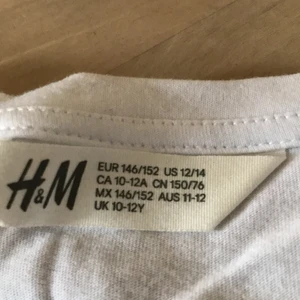 H&M
EUR 146/152 US 12/14
CA 10-12A CN 150/76
MX 146/152 AUS 11-12
UK 10-12Y